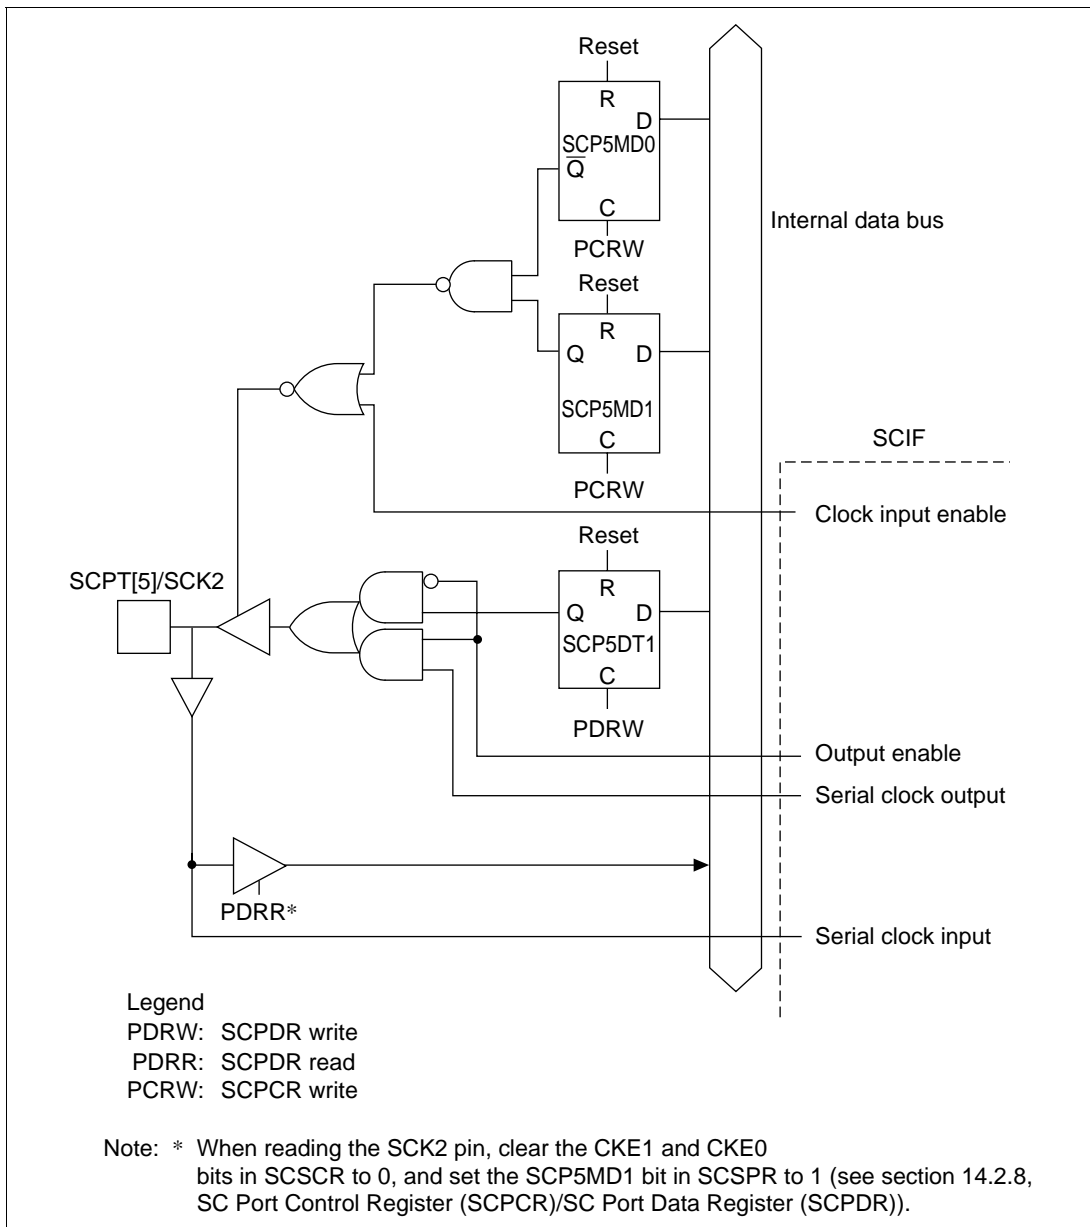 Reset
R
D
SCP5MD0
Q
C
PCRW
Internal data bus
Reset
R
Q D
SCP5MD1
C
PCRW
SCIF
Clock input enable
Reset
SCPT[5]/SCK2
R
Q D
SCP5DT1
C
PDRW
Output enable
Serial clock output
PDRR*
Serial clock input
Legend
PDRW: SCPDR write
PDRR: SCPDR read
PCRW: SCPCR write
Note: * When reading the SCK2 pin, clear the CKE1 and CKE0
bits in SCSCR to 0, and set the SCP5MD1 bit in SCSPR to 1 (see section 14.2.8,
SC Port Control Register (SCPCR)/SC Port Data Register (SCPDR)).